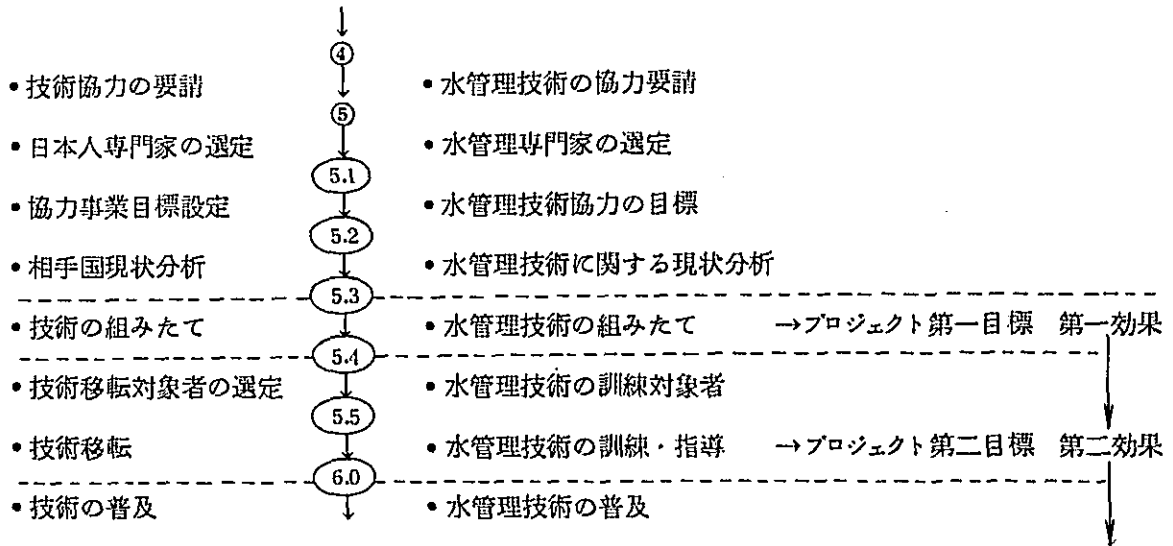 ④
• 技術協力の要請 • 水管理技術の協力要請
⑤
• 日本人専門家の選定 • 水管理専門家の選定
5.1
• 協力事業目標設定 • 水管理技術協力の目標
5.2
• 相手国現状分析 • 水管理技術に関する現状分析
5.3
• 技術の組みたて • 水管理技術の組みたて →プロジェクト第一目標 第一効果
5.4
• 技術移転対象者の選定 • 水管理技術の訓練対象者
5.5
• 技術移転 • 水管理技術の訓練・指導 →プロジェクト第二目標 第二効果
6.0
• 技術の普及 • 水管理技術の普及